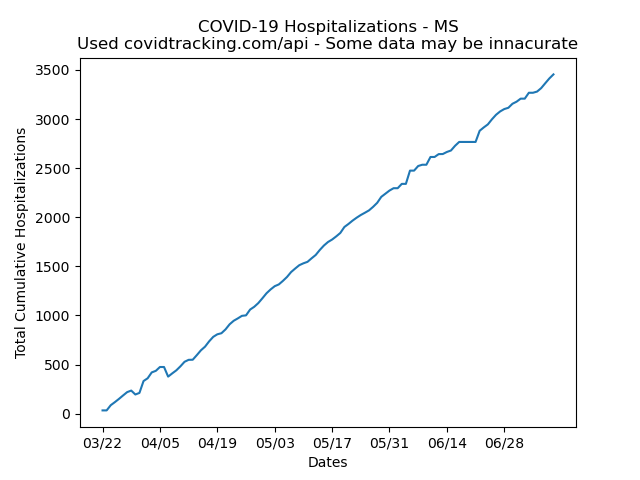 COVID-19 Hospitalizations - MS
Used covidtracking.com/api - Some data may be innacurate
3500
3000
2500
2000
1500
1000
500
0
Total Cumulative Hospitalizations
03/22 04/05 04/19 05/03 05/17 05/31 06/14 06/28
Dates